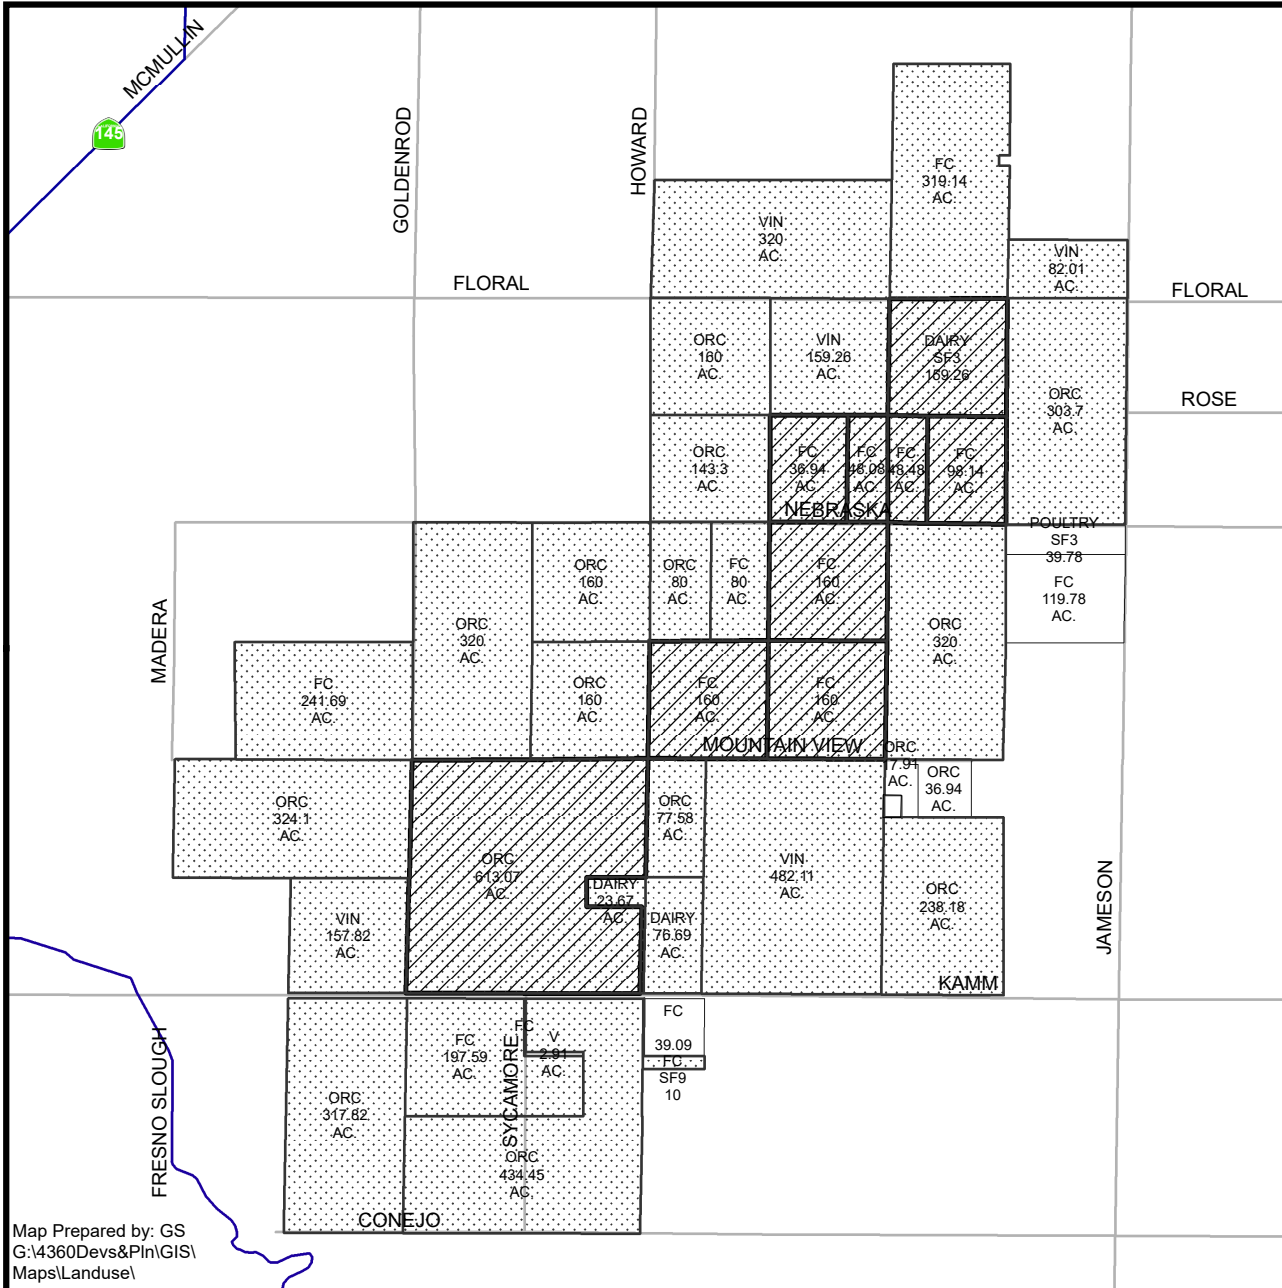 MCMULLIN
145
GOLDENROD
HOWARD
FC
319.14
AC.
VIN
320
AC.
VIN
82.01
AC.
FLORAL
FLORAL
ORC
160
AC.
VIN
159.26
AC.
DAIRY
SF3
159.26
ORC
303.7
AC.
ROSE
ORC
143.3
AC.
FC
36.94
AC.
FC
48.08
AC.
FC
48.48
AC.
FC
98.14
AC.
NEBRASKA
POULTRY
SF3
39.78
FC
119.78
AC.
MADERA
ORC
320
AC.
ORC
160
AC.
ORC
80
AC.
FC
80
AC.
FC
160
AC.
ORC
320
AC.
FC
241.69
AC.
ORC
160
AC.
FC
160
AC.
FC
160
AC.
MOUNTAIN VIEW
ORC
AC.
ORC
36.94
AC.
ORC
324.1
AC.
ORC
77.58
AC.
ORC
613.07
AC.
VIN
482.11
AC.
DAIRY
23.67
AC.
VIN
157.82
AC.
DAIRY
76.69
AC.
ORC
238.18
AC.
JAMESON
KAMM
FRESNO SLOUGH
FC
197.59
AC.
FC
V
2.91
AC.
SYCAMORE
FC
39.09
FC
SF9
10
ORC
317.82
AC.
ORC
434.45
AC.
CONEJO
Map Prepared by: GS
G:\4360Devs&Pln\GIS\
Maps\Landuse\